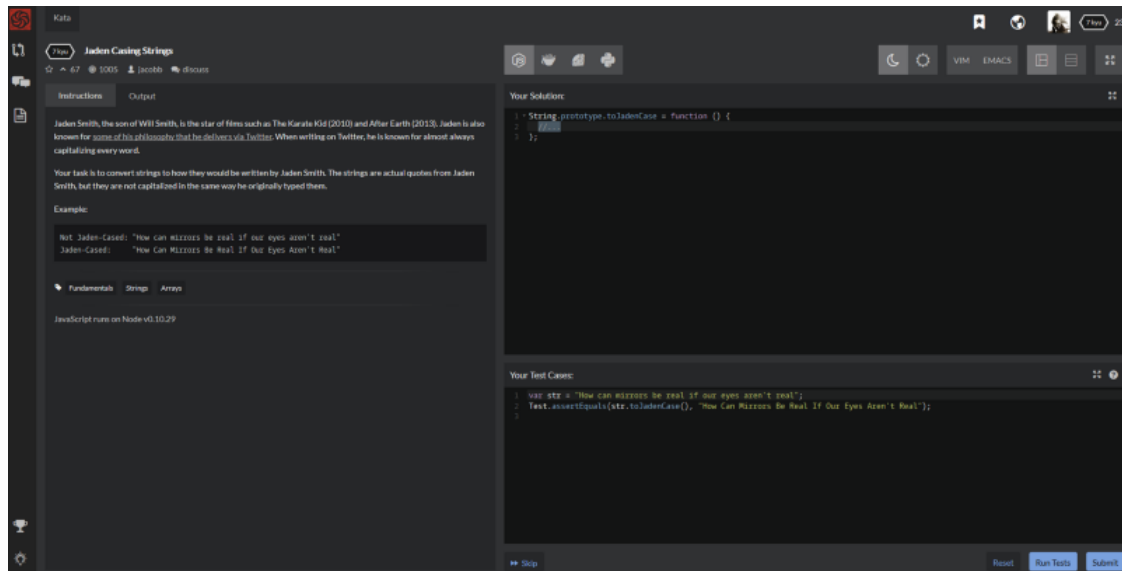 Kata
7 kyu
7 kyu Jaden Casing Strings
67 1005 jacobb discuss
VIM EMACS
Instructions Output
Your Solution:
Jaden Smith, the son of Will Smith, is the star of films such as The Karate Kid (2010) and After Earth (2013). Jaden is also
known for some of his philosophy that he delivers via Twitter. When writing on Twitter, he is known for almost always
capitalizing every word.
Your task is to convert strings to how they would be written by Jaden Smith. The strings are actual quotes from Jaden
Smith, but they are not capitalized in the same way he originally typed them.
Example:
Not Jaden-Cased: "How can mirrors be real if our eyes aren't real"
Jaden-Cased: "How Can Mirrors Be Real If Our Eyes Aren't Real"
Fundamentals Strings Arrays
JavaScript runs on Node v0.10.29
1 String.prototype.toJadenCase = function () {
2 //...
3 };
Your Test Cases:
1 var str = "How can mirrors be real if our eyes aren't real";
2 Test.assertEquals(str.toJadenCase(), "How Can Mirrors Be Real If Our Eyes Aren't Real");
3
Skip
Reset Run Tests Submit